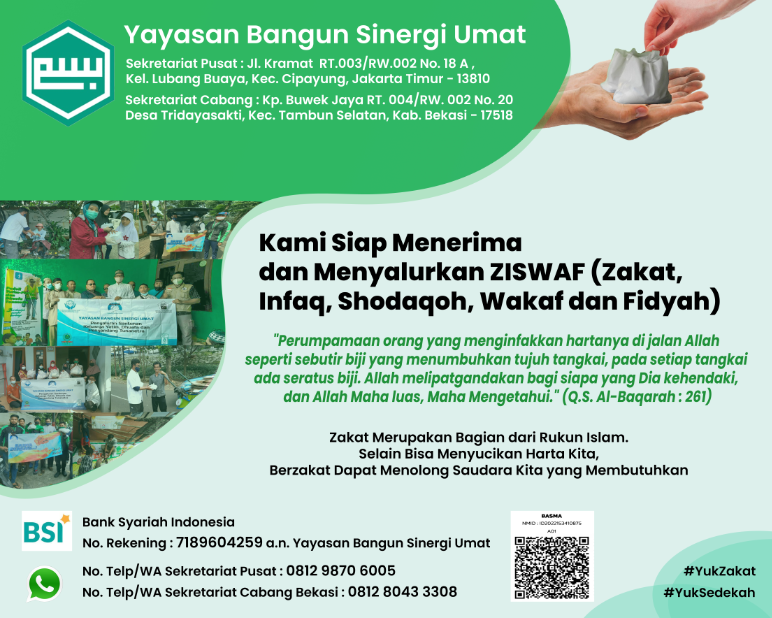 Yayasan Bangun Sinergi Umat
Sekretariat Pusat : Jl. Kramat RT.003/RW.002 No. 18 A ,
Kel. Lubang Buaya, Kec. Cipayung, Jakarta Timur - 13810
Sekretariat Cabang : Kp. Buwek Jaya RT. 004/RW. 002 No. 20
Desa Tridayasakti, Kec. Tambun Selatan, Kab. Bekasi - 17518
YAYASAN BANGUN SINERGI UMAT
Kami Siap Menerima
dan Menyalurkan ZISWAF (Zakat,
Infaq, Shodaqoh, Wakaf dan Fidyah)
"Perumpamaan orang yang menginfakkan hartanya di jalan Allah
seperti sebutir biji yang menumbuhkan tujuh tangkai, pada setiap tangkai
ada seratus biji. Allah melipatgandakan bagi siapa yang Dia kehendaki,
dan Allah Maha luas, Maha Mengetahui." (Q.S. Al-Baqarah : 261)
Zakat Merupakan Bagian dari Rukun Islam.
Selain Bisa Menyucikan Harta Kita,
Berzakat Dapat Menolong Saudara Kita yang Membutuhkan
BSI
Bank Syariah Indonesia
No. Rekening : 7189604259 a.n. Yayasan Bangun Sinergi Umat
No. Telp/WA Sekretariat Pusat : 0812 9870 6005
No. Telp/WA Sekretariat Cabang Bekasi : 0812 8043 3308
BASMA
NMID : ID2022153410875
A01
#YukZakat
#YukSedekah